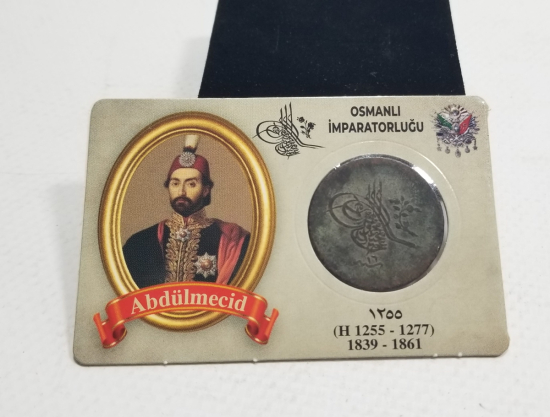 OSMANLI
İMPARATORLUĞU
Abdülmecid
١٢٥٥
(H 1255 - 1277)
1839 - 1861